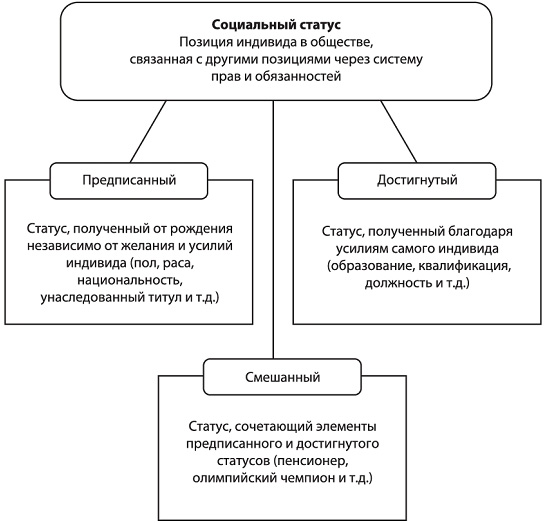 Социальный статус
Позиция индивида в обществе,
связанная с другими позициями через систему
прав и обязанностей
Предписанный
Статус, полученный от рождения
независимо от желания и усилий
индивида (пол, раса,
национальность,
унаследованный титул и т.д.)
Достигнутый
Статус, полученный благодаря
усилиям самого индивида
(образование, квалификация,
должность и т.д.)
Смешанный
Статус, сочетающий элементы
предписанного и достигнутого
статусов (пенсионер,
олимпийский чемпион и т.д.)